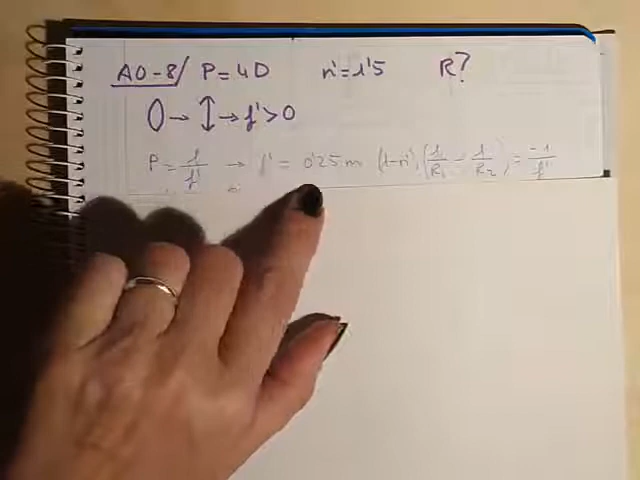 AO-8/ P=4D n'=1'5 R?
→ → f'>0
P = 1/f' → f' = 0'25 m (1-n')·(1/R₁ - 1/R₂) = -1/f'